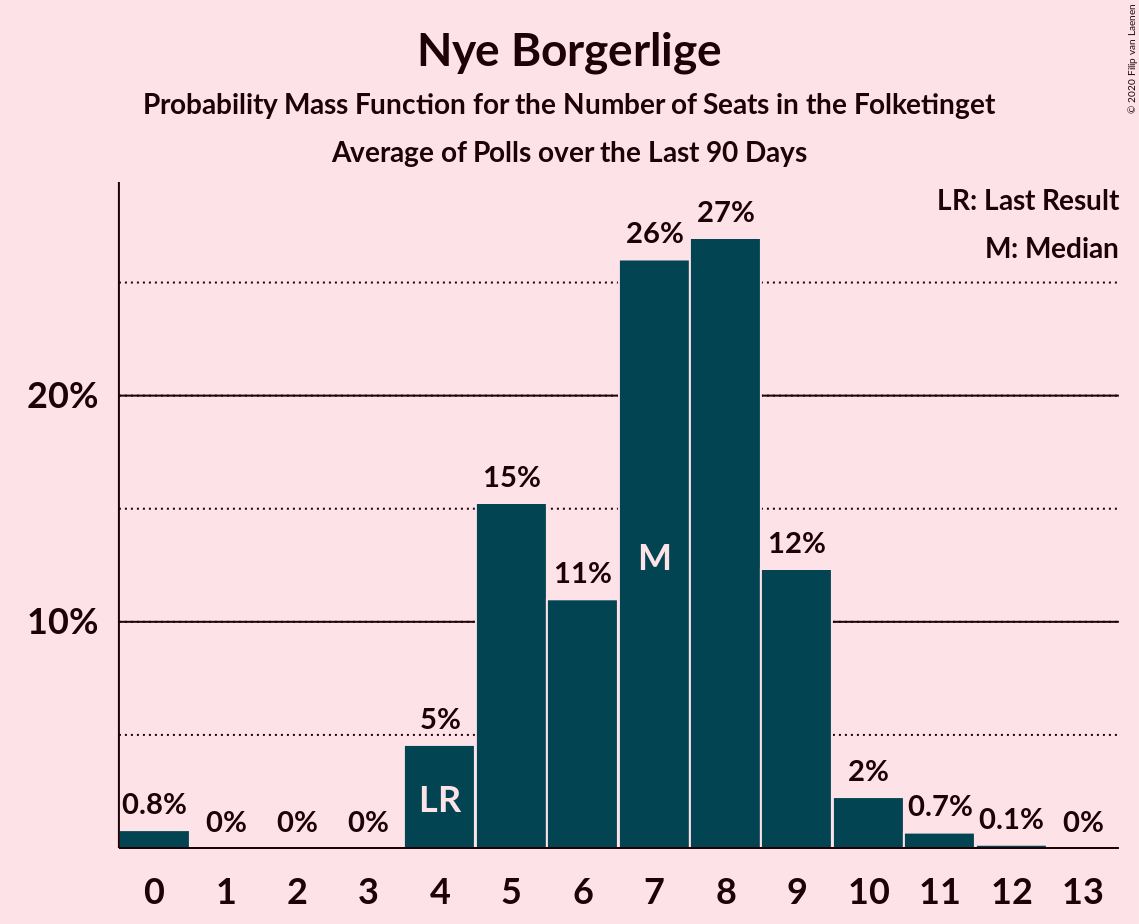 Nye Borgerlige
Probability Mass Function for the Number of Seats in the Folketinget
Average of Polls over the Last 90 Days
© 2020 Filip van Laenen
LR: Last Result
M: Median
27%
26%
20%
15%
12%
11%
M
10%
5%
LR
2%
0.8%
0%
0%
0%
0.7%
0.1%
0%
0 1 2 3 4 5 6 7 8 9 10 11 12 13